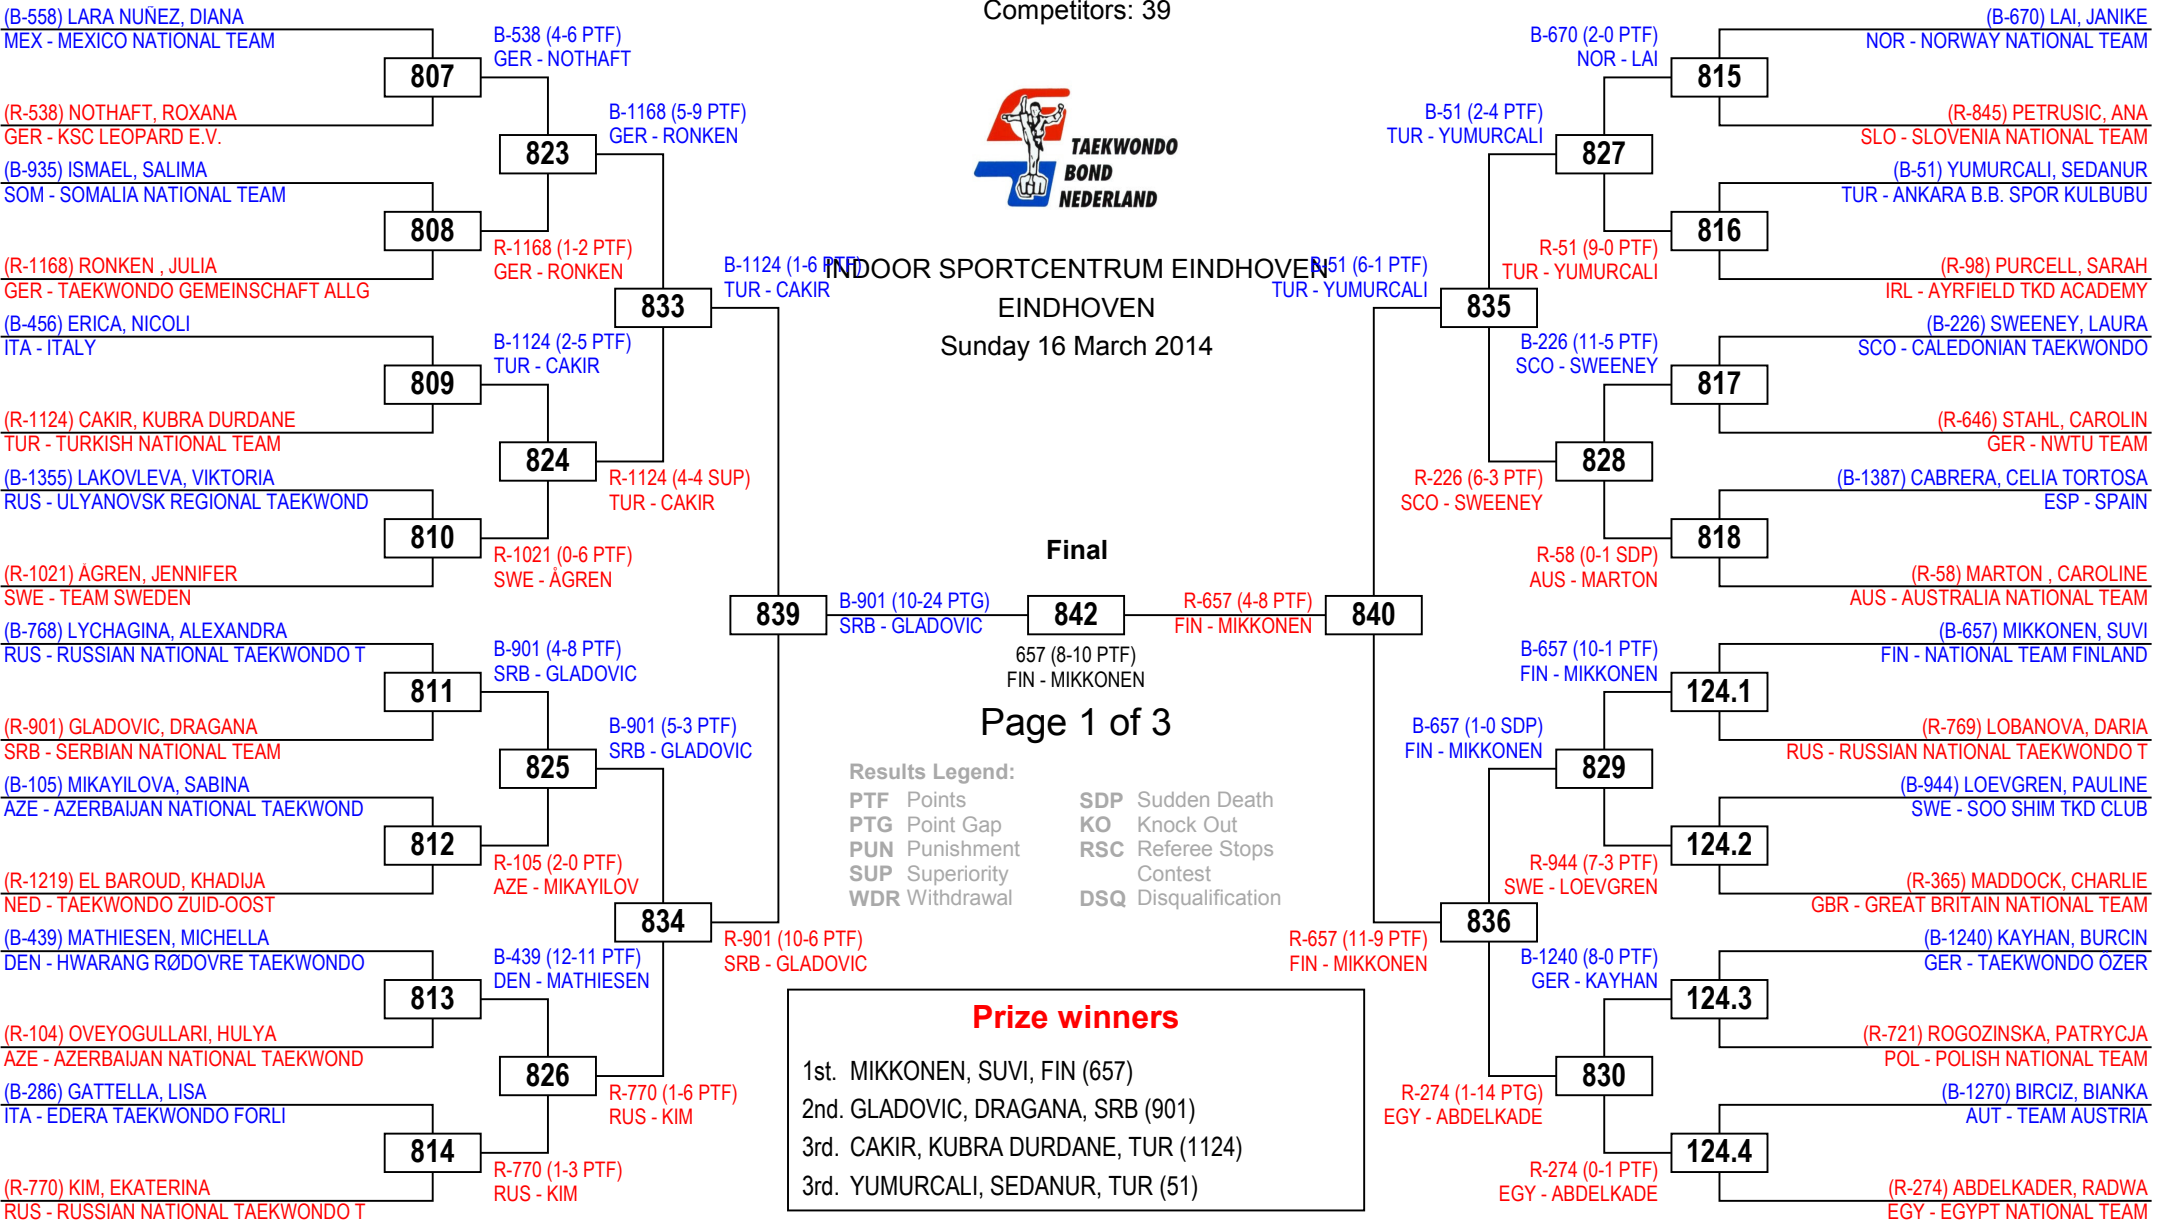 Competitors: 39
TAEKWONDO
BOND
NEDERLAND
INDOOR SPORTCENTRUM EINDHOVEN
EINDHOVEN
Sunday 16 March 2014
(B-558) LARA NUÑEZ, DIANA
MEX - MEXICO NATIONAL TEAM
807
(R-538) NOTHAFT, ROXANA
GER - KSC LEOPARD E.V.
(B-935) ISMAEL, SALIMA
SOM - SOMALIA NATIONAL TEAM
808
(R-1168) RONKEN , JULIA
GER - TAEKWONDO GEMEINSCHAFT ALLG
(B-456) ERICA, NICOLI
ITA - ITALY
809
(R-1124) CAKIR, KUBRA DURDANE
TUR - TURKISH NATIONAL TEAM
(B-1355) LAKOVLEVA, VIKTORIA
RUS - ULYANOVSK REGIONAL TAEKWOND
810
(R-1021) ÅGREN, JENNIFER
SWE - TEAM SWEDEN
(B-768) LYCHAGINA, ALEXANDRA
RUS - RUSSIAN NATIONAL TAEKWONDO T
811
(R-901) GLADOVIC, DRAGANA
SRB - SERBIAN NATIONAL TEAM
(B-105) MIKAYILOVA, SABINA
AZE - AZERBAIJAN NATIONAL TAEKWOND
812
(R-1219) EL BAROUD, KHADIJA
NED - TAEKWONDO ZUID-OOST
(B-439) MATHIESEN, MICHELLA
DEN - HWARANG RØDOVRE TAEKWONDO
813
(R-104) OVEYOGULLARI, HULYA
AZE - AZERBAIJAN NATIONAL TAEKWOND
(B-286) GATTELLA, LISA
ITA - EDERA TAEKWONDO FORLI
814
(R-770) KIM, EKATERINA
RUS - RUSSIAN NATIONAL TAEKWONDO T
B-538 (4-6 PTF)
GER - NOTHAFT
823
R-1168 (1-2 PTF)
GER - RONKEN
B-1124 (2-5 PTF)
TUR - CAKIR
824
R-1021 (0-6 PTF)
SWE - ÅGREN
B-901 (4-8 PTF)
SRB - GLADOVIC
825
R-105 (2-0 PTF)
AZE - MIKAYILOV
B-439 (12-11 PTF)
DEN - MATHIESEN
826
R-770 (1-3 PTF)
RUS - KIM
B-1168 (5-9 PTF)
GER - RONKEN
833
R-1124 (4-4 SUP)
TUR - CAKIR
B-901 (5-3 PTF)
SRB - GLADOVIC
834
R-770 (1-6 PTF)
RUS - KIM
B-1124 (1-6 PTF)
TUR - CAKIR
839
R-901 (10-6 PTF)
SRB - GLADOVIC
Final
B-901 (10-24 PTG)
SRB - GLADOVIC
842
R-657 (4-8 PTF)
FIN - MIKKONEN
657 (8-10 PTF)
FIN - MIKKONEN
Page 1 of 3
Results Legend:
PTF Points
SDP Sudden Death
PTG Point Gap
KO Knock Out
PUN Punishment
RSC Referee Stops
SUP Superiority
Contest
WDR Withdrawal
DSQ Disqualification
Prize winners
1st. MIKKONEN, SUVI, FIN (657)
2nd. GLADOVIC, DRAGANA, SRB (901)
3rd. CAKIR, KUBRA DURDANE, TUR (1124)
3rd. YUMURCALI, SEDANUR, TUR (51)
B-51 (6-1 PTF)
TUR - YUMURCALI
840
R-657 (11-9 PTF)
FIN - MIKKONEN
B-51 (2-4 PTF)
TUR - YUMURCALI
835
R-226 (6-3 PTF)
SCO - SWEENEY
B-657 (1-0 SDP)
FIN - MIKKONEN
836
R-274 (1-14 PTG)
EGY - ABDELKADE
B-670 (2-0 PTF)
NOR - LAI
827
R-51 (9-0 PTF)
TUR - YUMURCALI
B-226 (11-5 PTF)
SCO - SWEENEY
828
R-58 (0-1 SDP)
AUS - MARTON
B-657 (10-1 PTF)
FIN - MIKKONEN
829
R-944 (7-3 PTF)
SWE - LOEVGREN
B-1240 (8-0 PTF)
GER - KAYHAN
830
R-274 (0-1 PTF)
EGY - ABDELKADE
(B-670) LAI, JANIKE
NOR - NORWAY NATIONAL TEAM
815
(R-845) PETRUSIC, ANA
SLO - SLOVENIA NATIONAL TEAM
(B-51) YUMURCALI, SEDANUR
TUR - ANKARA B.B. SPOR KULBUBU
816
(R-98) PURCELL, SARAH
IRL - AYRFIELD TKD ACADEMY
(B-226) SWEENEY, LAURA
SCO - CALEDONIAN TAEKWONDO
817
(R-646) STAHL, CAROLIN
GER - NWTU TEAM
(B-1387) CABRERA, CELIA TORTOSA
ESP - SPAIN
818
(R-58) MARTON , CAROLINE
AUS - AUSTRALIA NATIONAL TEAM
(B-657) MIKKONEN, SUVI
FIN - NATIONAL TEAM FINLAND
124.1
(R-769) LOBANOVA, DARIA
RUS - RUSSIAN NATIONAL TAEKWONDO T
(B-944) LOEVGREN, PAULINE
SWE - SOO SHIM TKD CLUB
124.2
(R-365) MADDOCK, CHARLIE
GBR - GREAT BRITAIN NATIONAL TEAM
(B-1240) KAYHAN, BURCIN
GER - TAEKWONDO ÖZER
124.3
(R-721) ROGOZINSKA, PATRYCJA
POL - POLISH NATIONAL TEAM
(B-1270) BIRCIZ, BIANKA
AUT - TEAM AUSTRIA
124.4
(R-274) ABDELKADER, RADWA
EGY - EGYPT NATIONAL TEAM